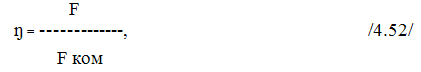 F
ŋ = -------------, /4.52/
F ком